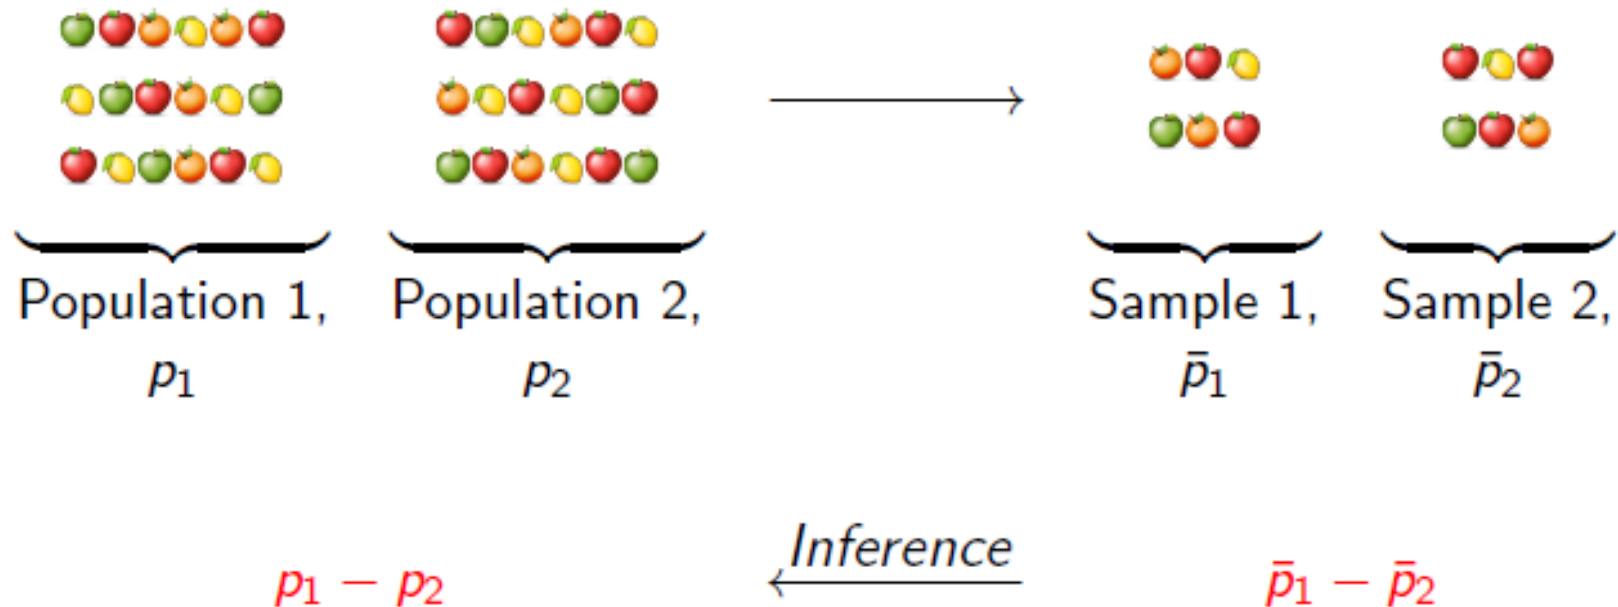 Population 1, Population 2, Sample 1, Sample 2,
p₁ p₂ p̄₁ p̄₂
Inference
p₁ − p₂ p̄₁ − p̄₂